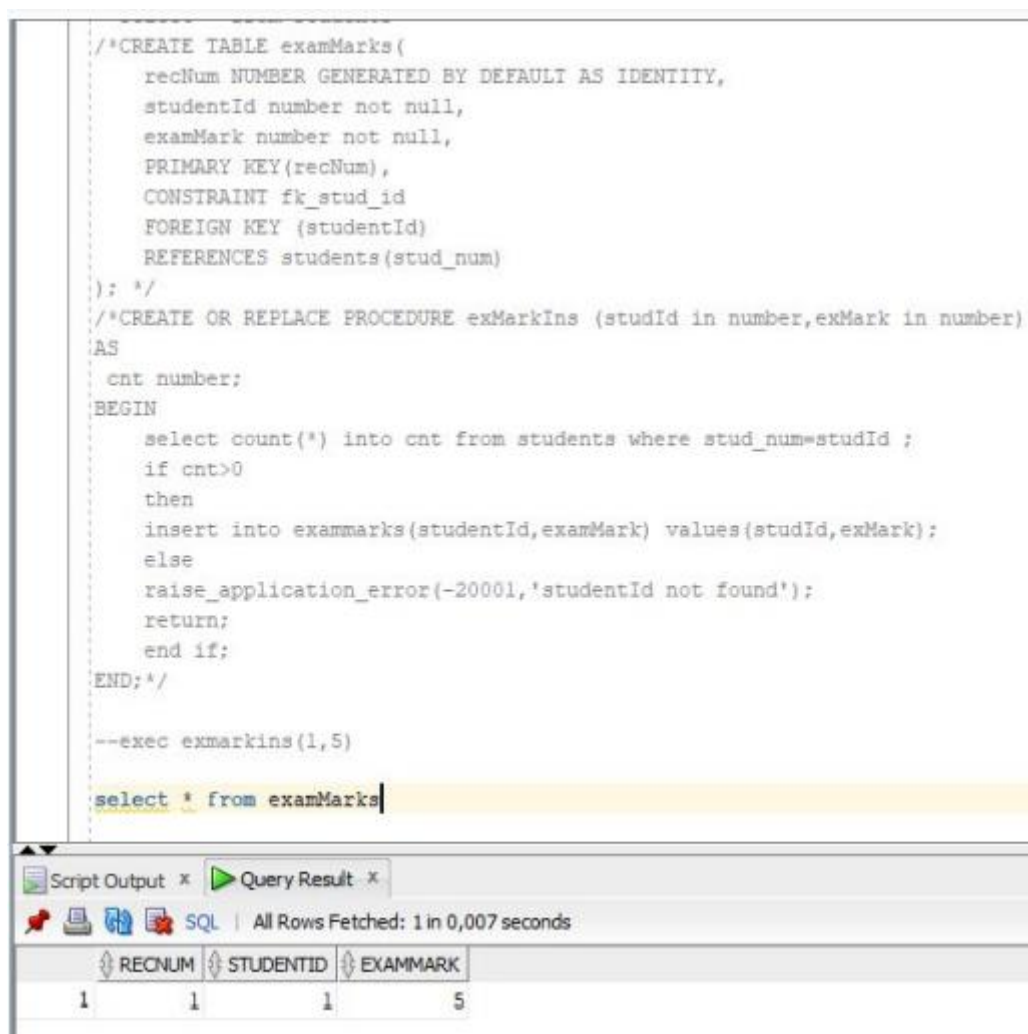 /*CREATE TABLE examMarks(
recNum NUMBER GENERATED BY DEFAULT AS IDENTITY,
studentId number not null,
examMark number not null,
PRIMARY KEY(recNum),
CONSTRAINT fk_stud_id
FOREIGN KEY (studentId)
REFERENCES students(stud_num)
); */
/*CREATE OR REPLACE PROCEDURE exMarkIns (studId in number,exMark in number)
AS
cnt number;
BEGIN
select count(*) into cnt from students where stud_num=studId ;
if cnt>0
then
insert into exammarks(studentId,examMark) values(studId,exMark);
else
raise_application_error(-20001,'studentId not found');
return;
end if;
END;*/
--exec exmarkins(1,5)
select * from examMarks
Script Output x Query Result x
SQL | All Rows Fetched: 1 in 0,007 seconds
RECNUM STUDENTID EXAMMARK
1 1 1 5